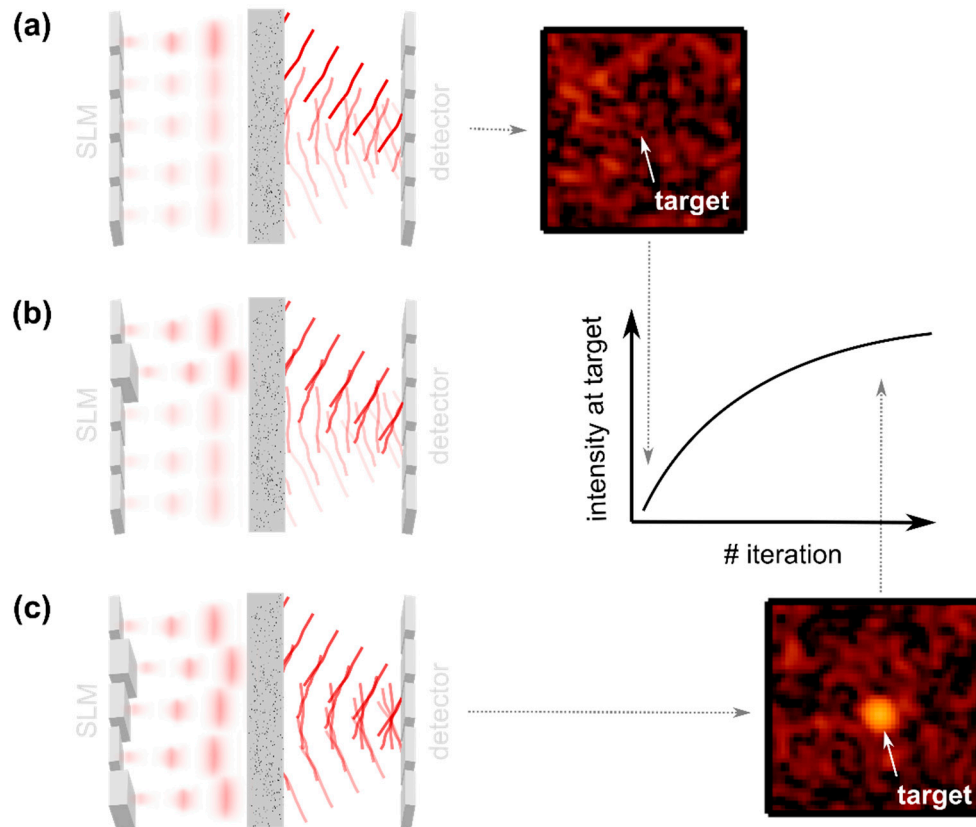 (a)
SLM
detector
target
(b)
SLM
detector
intensity at target
# iteration
(c)
SLM
detector
target